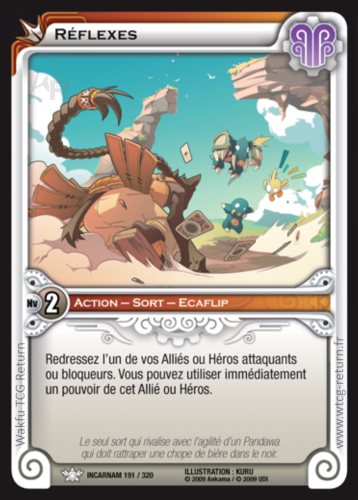 RÉFLEXES
Nv 2 ACTION – SORT – ECAFLIP
Redressez l'un de vos Alliés ou Héros attaquants
ou bloqueurs. Vous pouvez utiliser immédiatement
un pouvoir de cet Allié ou Héros.
Le seul sort qui rivalise avec l'agilité d'un Pandawa
qui doit rattraper une chope de bière dans le noir.
INCARNAM 191 / 320
ILLUSTRATION : KURU
© 2009 Ankama / © 2009 UDI
Wakfu TCG Return
www.wtcg-return.fr